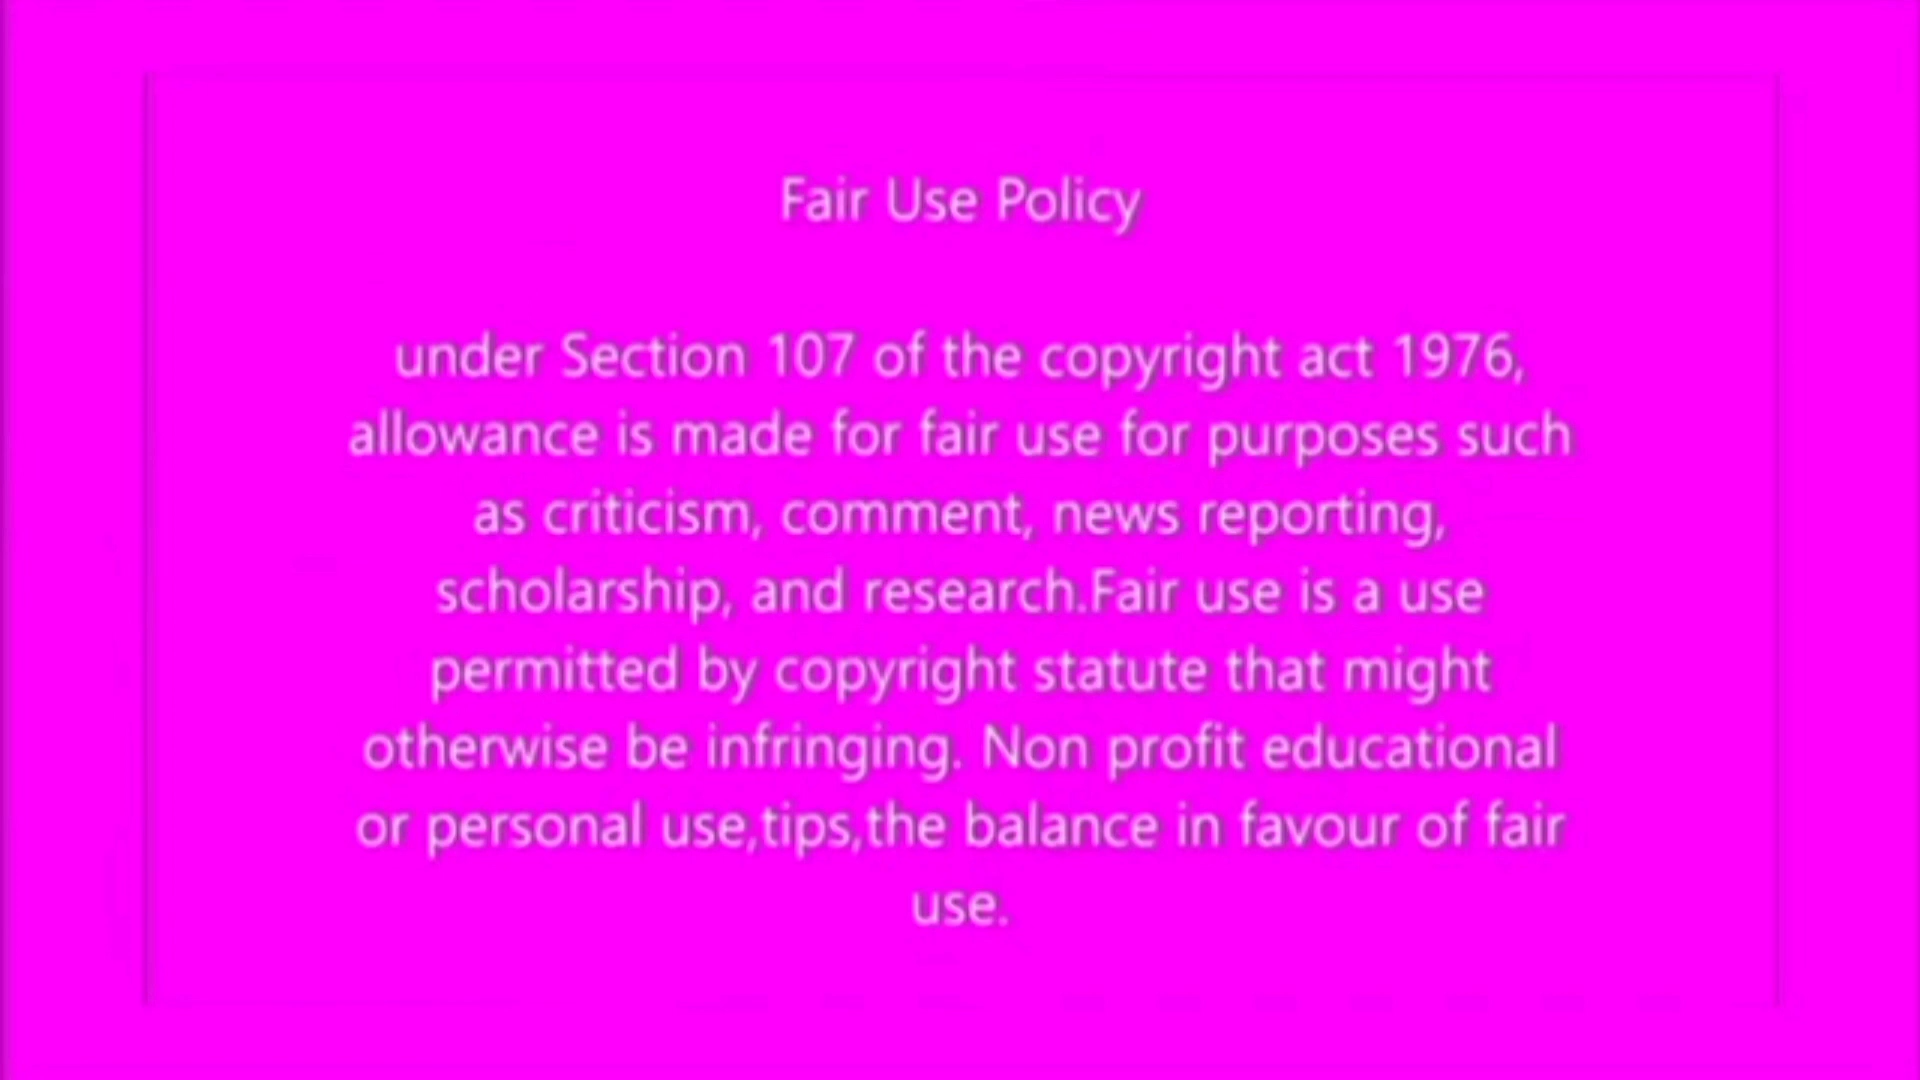 Fair Use Policy
under Section 107 of the copyright act 1976,
allowance is made for fair use for purposes such
as criticism, comment, news reporting,
scholarship, and research.Fair use is a use
permitted by copyright statute that might
otherwise be infringing. Non profit educational
or personal use,tips,the balance in favour of fair
use.